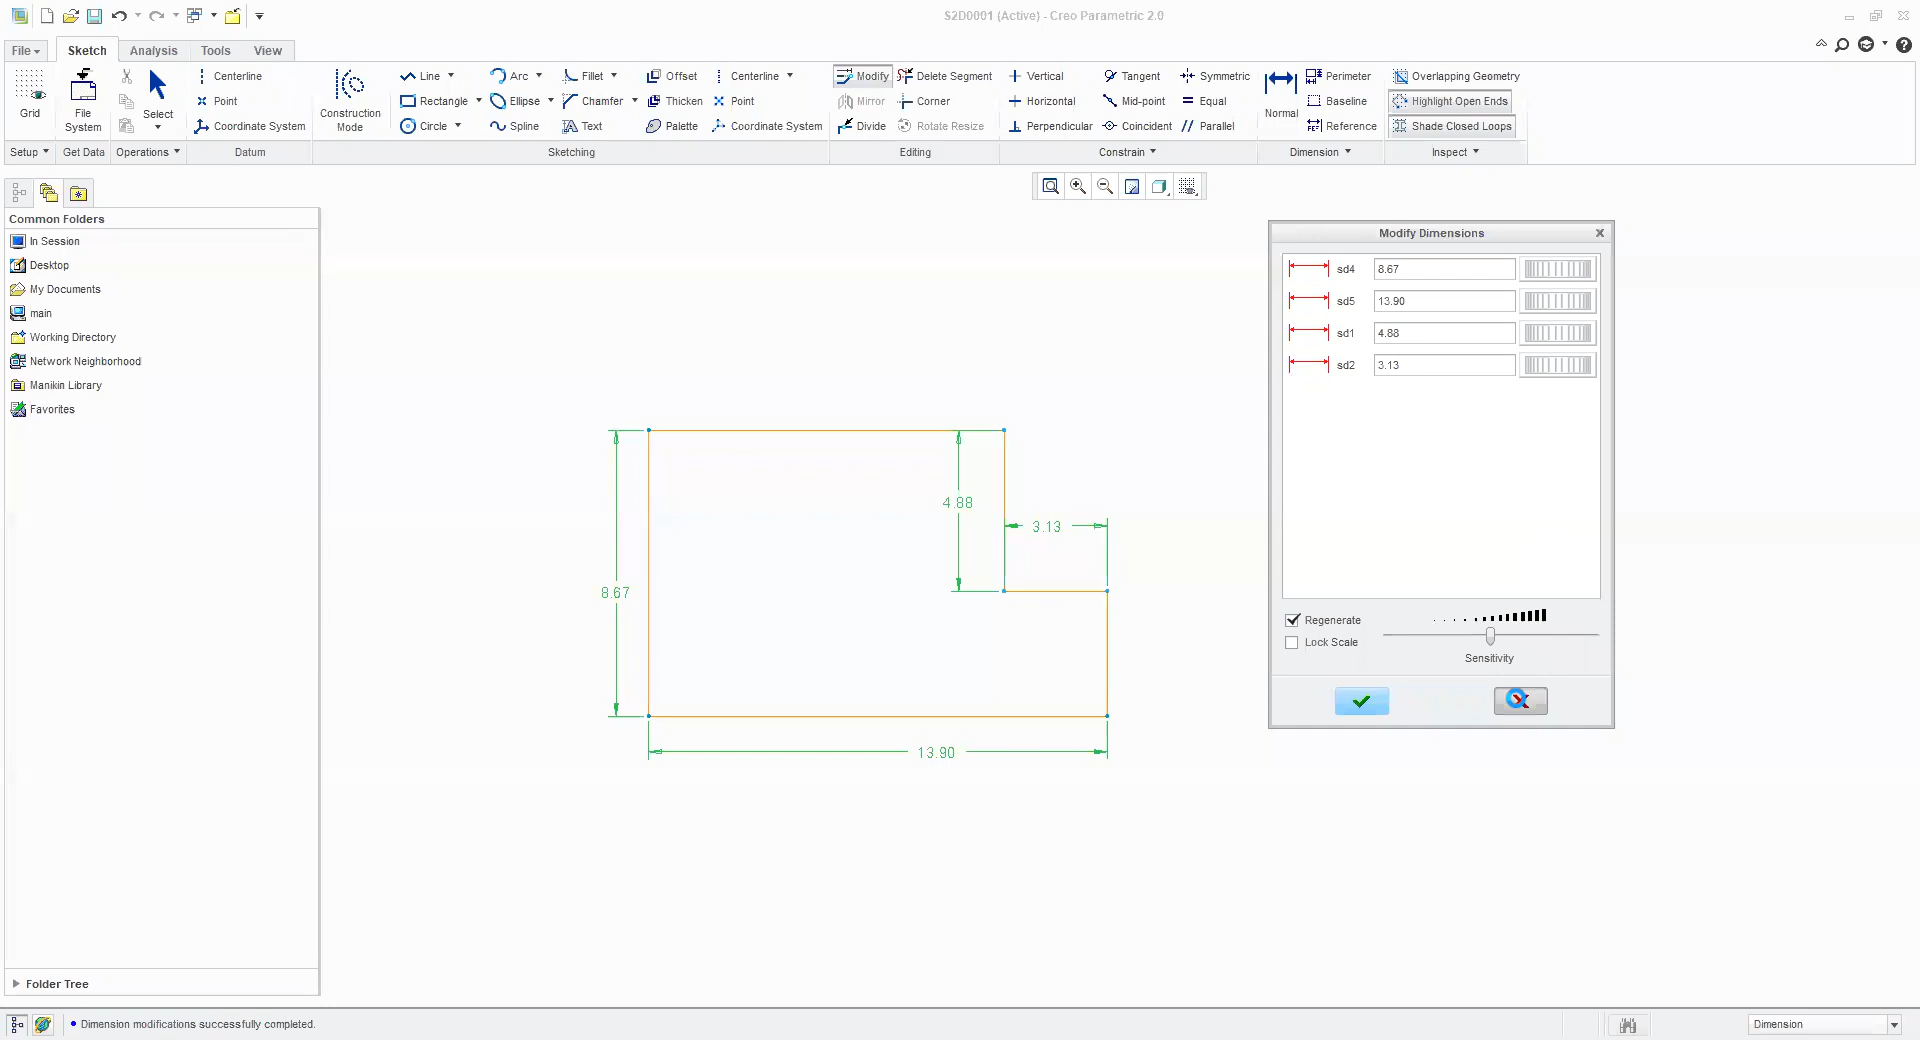 S2D0001 (Active) - Creo Parametric 2.0
File
Sketch
Analysis
Tools
View
Grid
File System
Select
Centerline
Point
Coordinate System
Construction Mode
Line
Rectangle
Circle
Arc
Ellipse
Spline
Fillet
Chamfer
Text
Offset
Thicken
Palette
Centerline
Point
Coordinate System
Modify
Mirror
Divide
Delete Segment
Corner
Rotate Resize
Vertical
Horizontal
Perpendicular
Tangent
Mid-point
Coincident
Symmetric
Equal
Parallel
Normal
Perimeter
Baseline
Reference
REF
Overlapping Geometry
Highlight Open Ends
Shade Closed Loops
Setup
Get Data
Operations
Datum
Sketching
Editing
Constrain
Dimension
Inspect
Common Folders
In Session
Desktop
My Documents
main
Working Directory
Network Neighborhood
Manikin Library
Favorites
Folder Tree
4.88
3.13
8.67
13.90
Modify Dimensions
sd4 8.67
sd5 13.90
sd1 4.88
sd2 3.13
Regenerate
Lock Scale
Sensitivity
Dimension modifications successfully completed.
Dimension